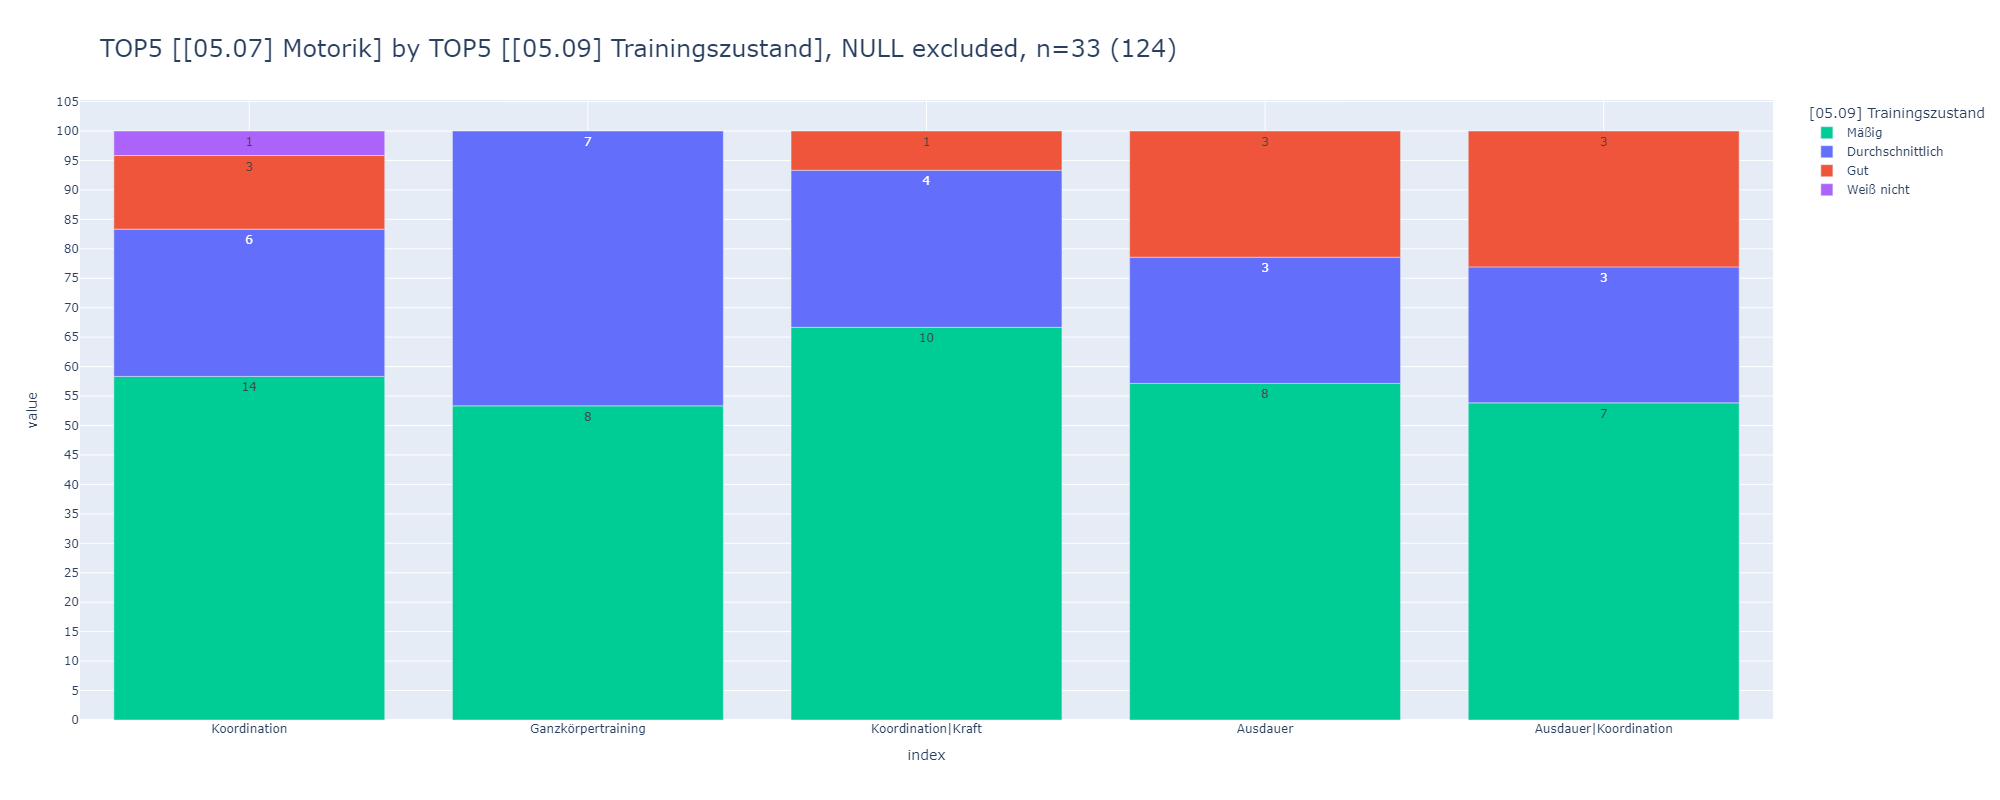 TOP5 [[05.07] Motorik] by TOP5 [[05.09] Trainingszustand], NULL excluded, n=33 (124)
[05.09] Trainingszustand
Mäßig
Durchschnittlich
Gut
Weiß nicht
value
105
100
95
90
85
80
75
70
65
60
55
50
45
40
35
30
25
20
15
10
5
0
1
3
6
14
7
8
1
4
10
3
3
8
3
3
7
Koordination
Ganzkörpertraining
Koordination|Kraft
Ausdauer
Ausdauer|Koordination
index